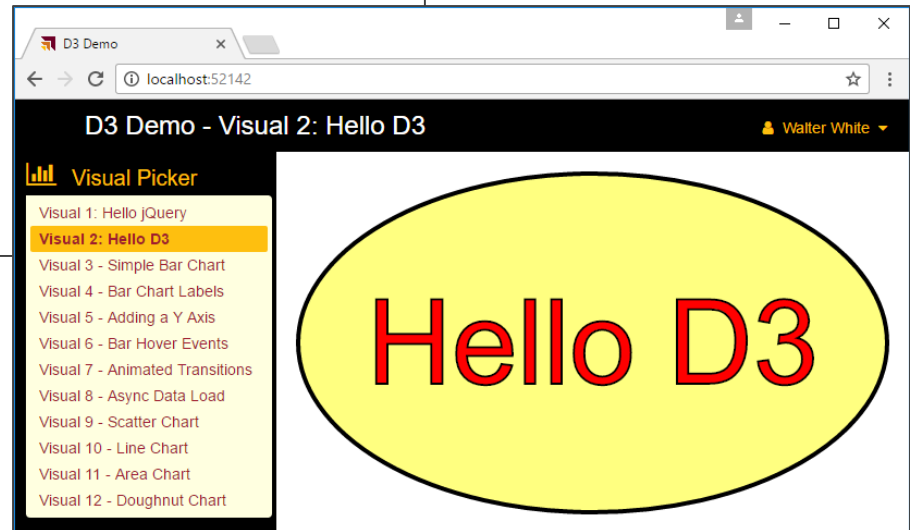 D3 Demo
localhost:52142
D3 Demo - Visual 2: Hello D3
Walter White
Visual Picker
Visual 1: Hello jQuery
Visual 2: Hello D3
Visual 3 - Simple Bar Chart
Visual 4 - Bar Chart Labels
Visual 5 - Adding a Y Axis
Visual 6 - Bar Hover Events
Visual 7 - Animated Transitions
Visual 8 - Async Data Load
Visual 9 - Scatter Chart
Visual 10 - Line Chart
Visual 11 - Area Chart
Visual 12 - Doughnut Chart
Hello D3